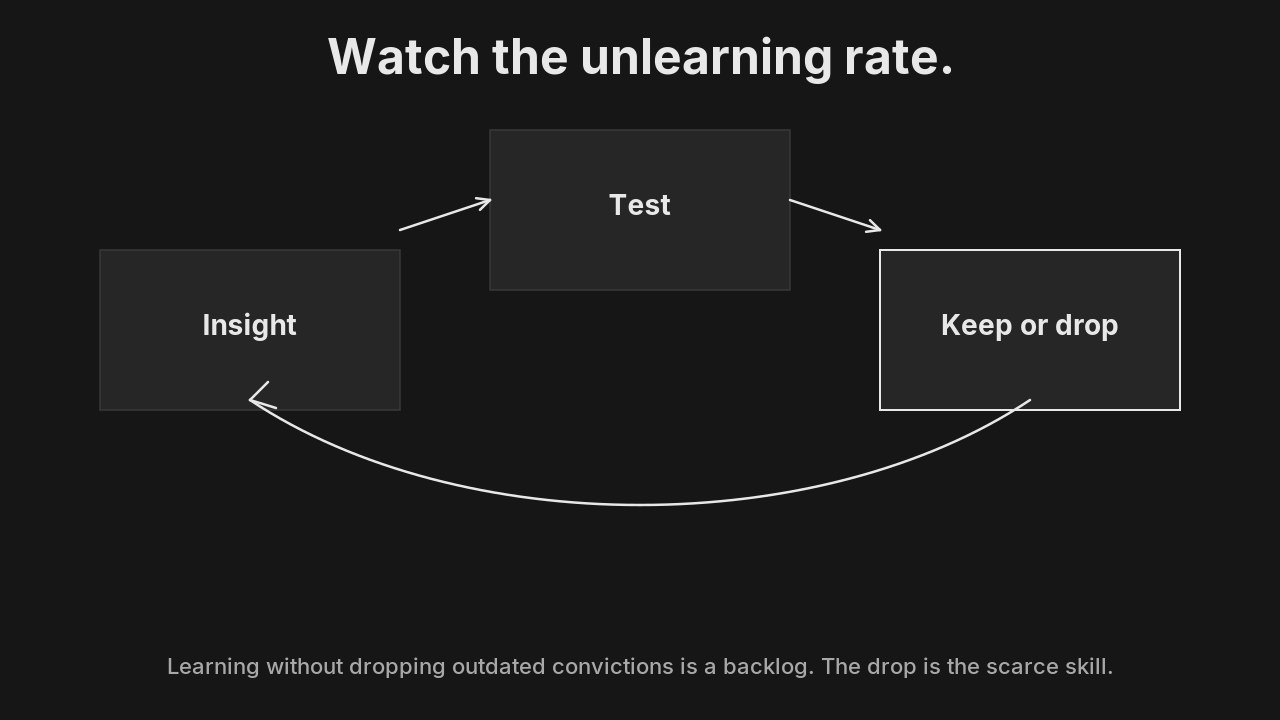 Watch the unlearning rate.
Test
Insight
Keep or drop
Learning without dropping outdated convictions is a backlog. The drop is the scarce skill.